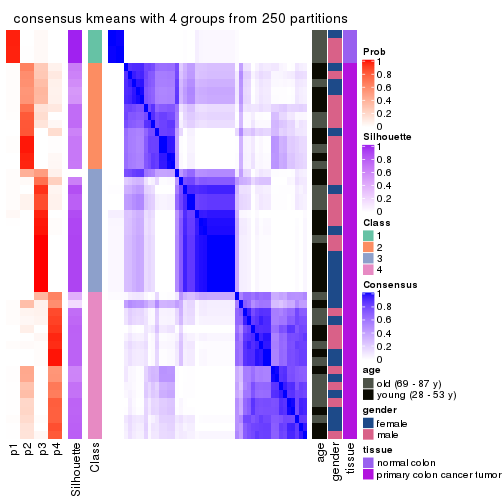 consensus kmeans with 4 groups from 250 partitions
Prob
1
0.8
0.6
0.4
0.2
0
Silhouette
1
0.8
0.6
0.4
0.2
0
Class
1
2
3
4
Consensus
1
0.8
0.6
0.4
0.2
0
age
old (69 - 87 y)
young (28 - 53 y)
gender
female
male
tissue
normal colon
primary colon cancer tumor
p1
p2
p3
p4
Silhouette
Class
age
gender
tissue